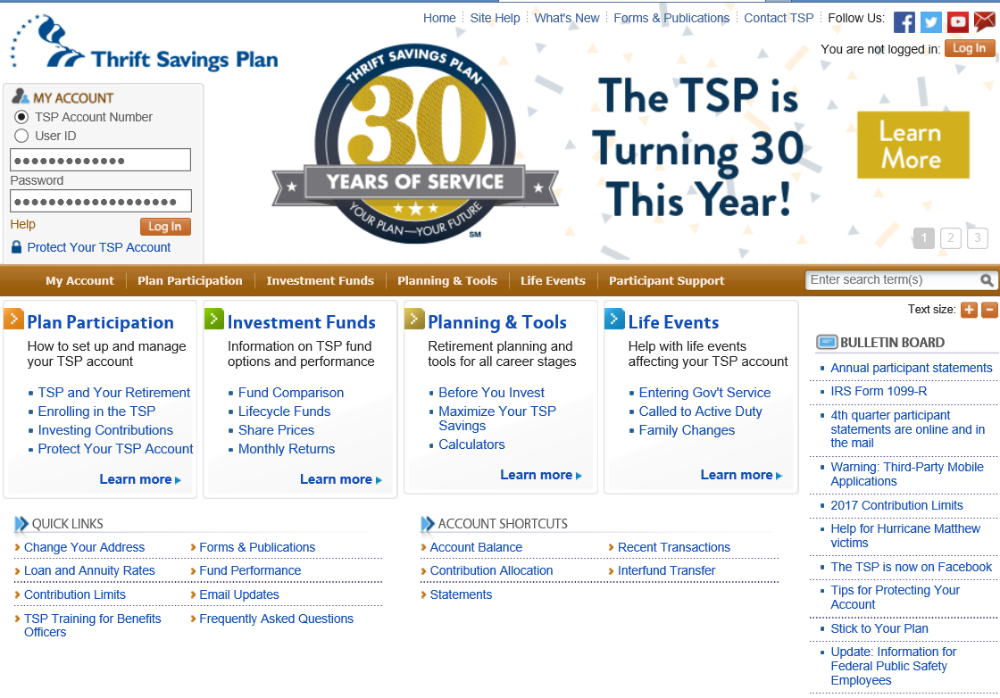 Home
Site Help
What's New
Forms & Publications
Contact TSP
Follow Us:
You are not logged in:
Log In
Thrift Savings Plan
MY ACCOUNT
TSP Account Number
User ID
●●●●●●●●●●●●●
Password
●●●●●●●●●●●●●●●●●●●
Help
Log In
Protect Your TSP Account
THRIFT SAVINGS PLAN
30
YEARS OF SERVICE
YOUR PLAN—YOUR FUTURE
SM
The TSP is
Turning 30
This Year!
Learn
More
1
2
3
My Account
Plan Participation
Investment Funds
Planning & Tools
Life Events
Participant Support
Enter search term(s)
Text size:
+
−
Plan Participation
How to set up and manage
your TSP account
TSP and Your Retirement
Enrolling in the TSP
Investing Contributions
Protect Your TSP Account
Learn more
Investment Funds
Information on TSP fund
options and performance
Fund Comparison
Lifecycle Funds
Share Prices
Monthly Returns
Learn more
Planning & Tools
Retirement planning and
tools for all career stages
Before You Invest
Maximize Your TSP
Savings
Calculators
Learn more
Life Events
Help with life events
affecting your TSP account
Entering Gov't Service
Called to Active Duty
Family Changes
Learn more
BULLETIN BOARD
Annual participant statements
IRS Form 1099-R
4th quarter participant
statements are online and in
the mail
Warning: Third-Party Mobile
Applications
2017 Contribution Limits
Help for Hurricane Matthew
victims
The TSP is now on Facebook
Tips for Protecting Your
Account
Stick to Your Plan
Update: Information for
Federal Public Safety
Employees
QUICK LINKS
Change Your Address
Forms & Publications
Loan and Annuity Rates
Fund Performance
Contribution Limits
Email Updates
TSP Training for Benefits
Officers
Frequently Asked Questions
ACCOUNT SHORTCUTS
Account Balance
Recent Transactions
Contribution Allocation
Interfund Transfer
Statements